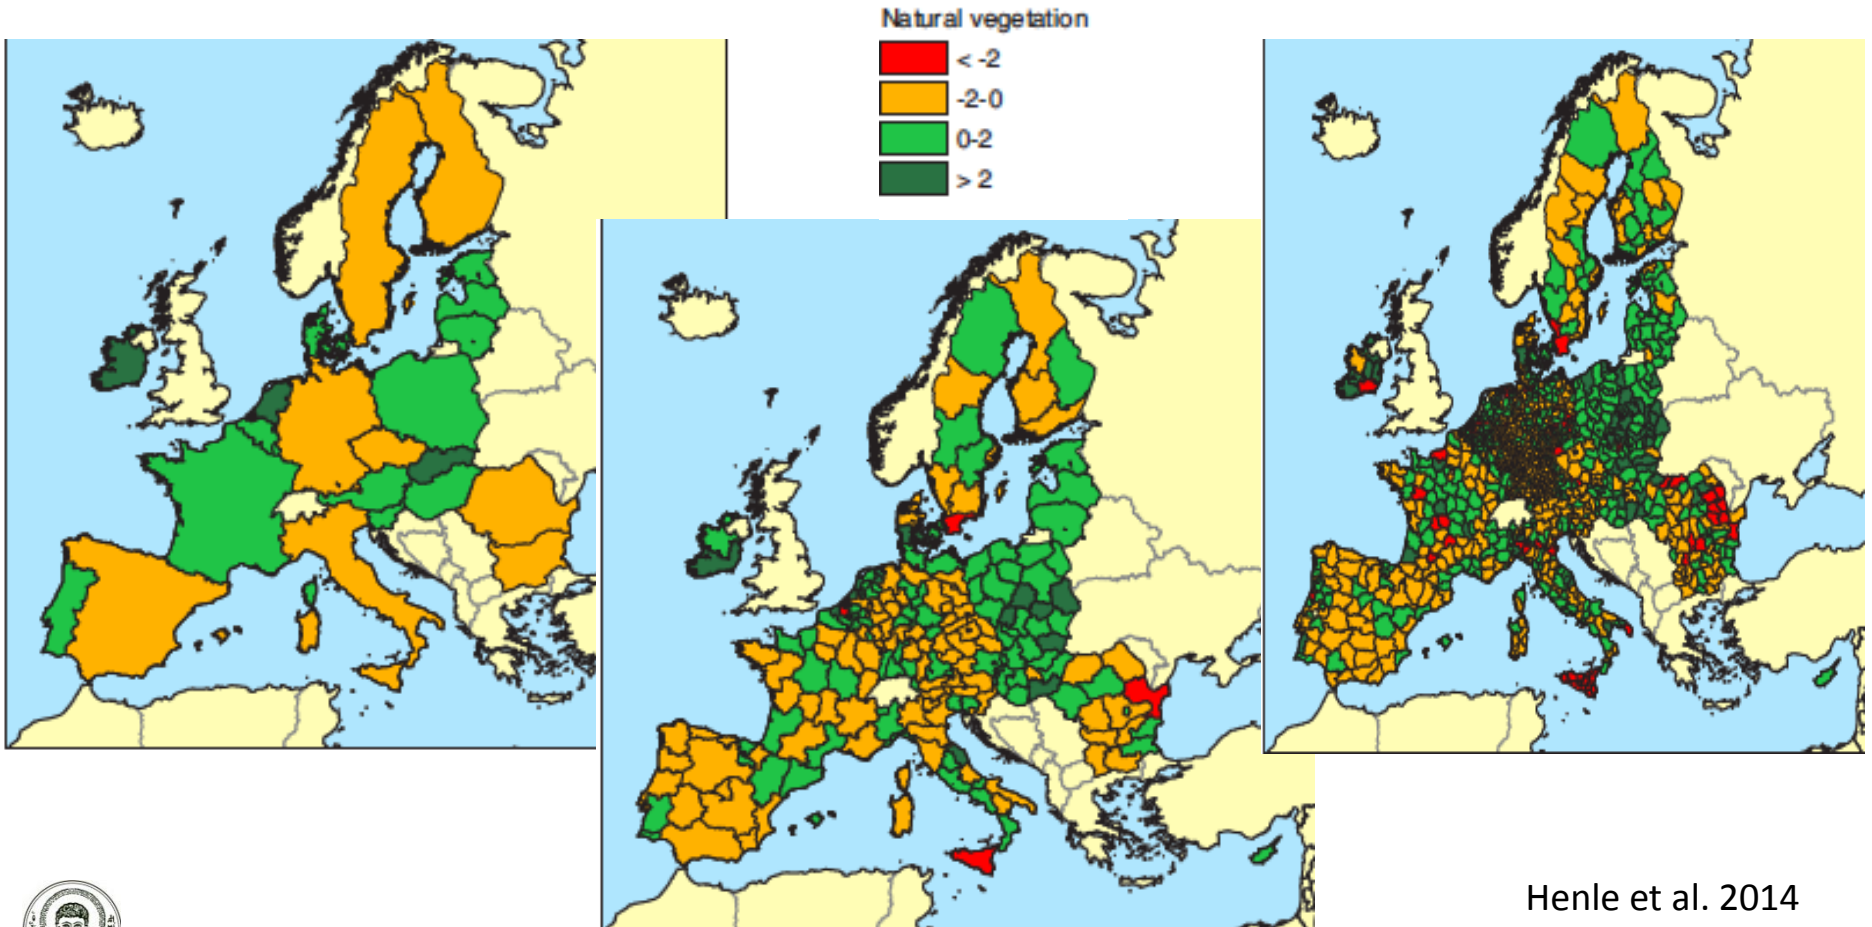 Natural vegetation
< -2
-2-0
0-2
> 2
Henle et al. 2014